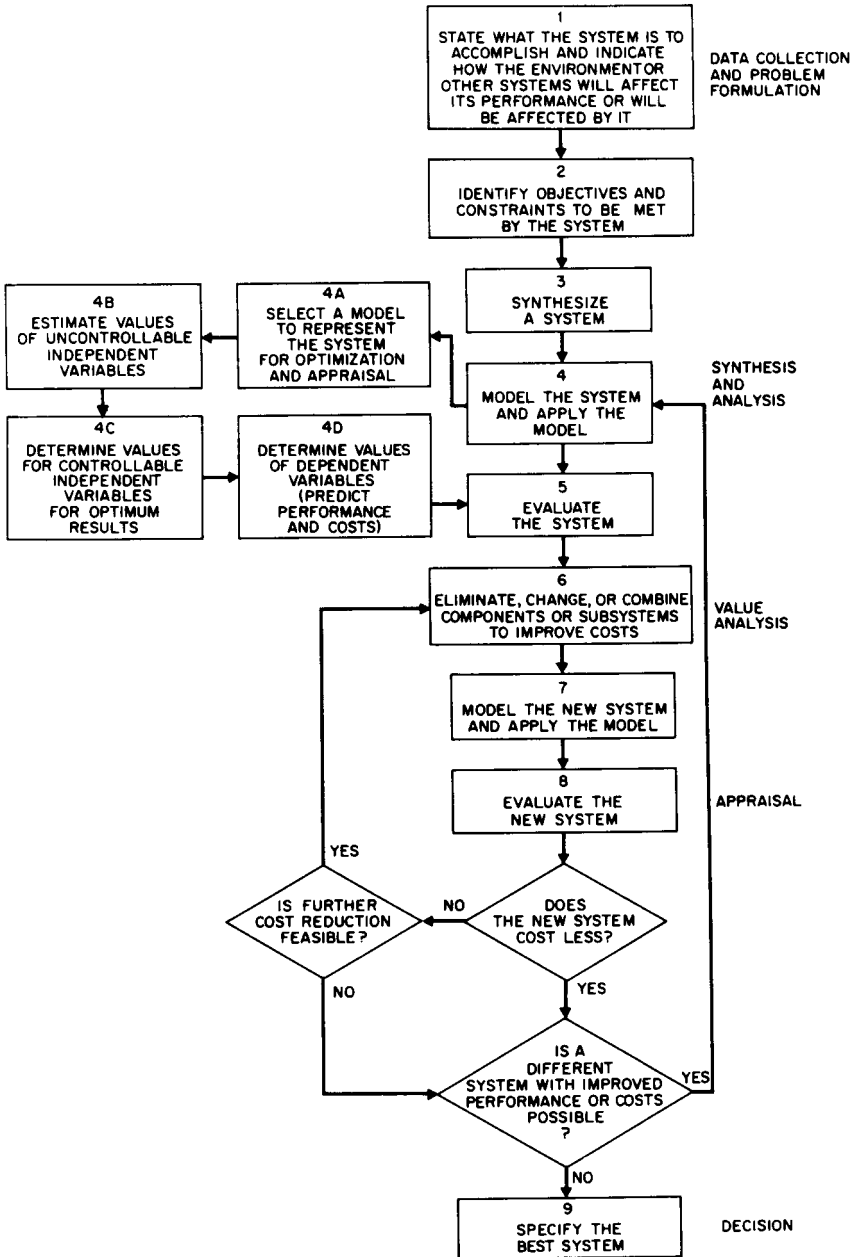 1
STATE WHAT THE SYSTEM IS TO
ACCOMPLISH AND INDICATE
HOW THE ENVIRONMENTOR
OTHER SYSTEMS WILL AFFECT
ITS PERFORMANCE OR WILL
BE AFFECTED BY IT
DATA COLLECTION
AND PROBLEM
FORMULATION
2
IDENTIFY OBJECTIVES AND
CONSTRAINTS TO BE MET
BY THE SYSTEM
3
SYNTHESIZE
A SYSTEM
4
MODEL THE SYSTEM
AND APPLY THE
MODEL
SYNTHESIS
AND
ANALYSIS
4A
SELECT A MODEL
TO REPRESENT
THE SYSTEM
FOR OPTIMIZATION
AND APPRAISAL
4B
ESTIMATE VALUES
OF UNCONTROLLABLE
INDEPENDENT
VARIABLES
4C
DETERMINE VALUES
FOR CONTROLLABLE
INDEPENDENT
VARIABLES
FOR OPTIMUM
RESULTS
4D
DETERMINE VALUES
OF DEPENDENT
VARIABLES
(PREDICT
PERFORMANCE
AND COSTS)
5
EVALUATE
THE SYSTEM
6
ELIMINATE, CHANGE, OR COMBINE
COMPONENTS OR SUBSYSTEMS
TO IMPROVE COSTS
VALUE
ANALYSIS
7
MODEL THE NEW SYSTEM
AND APPLY THE MODEL
8
EVALUATE THE
NEW SYSTEM
APPRAISAL
YES
IS FURTHER
COST REDUCTION
FEASIBLE?
NO
DOES
THE NEW SYSTEM
COST LESS?
NO
YES
IS A
DIFFERENT
SYSTEM WITH IMPROVED
PERFORMANCE OR COSTS
POSSIBLE
?
YES
NO
9
SPECIFY THE
BEST SYSTEM
DECISION